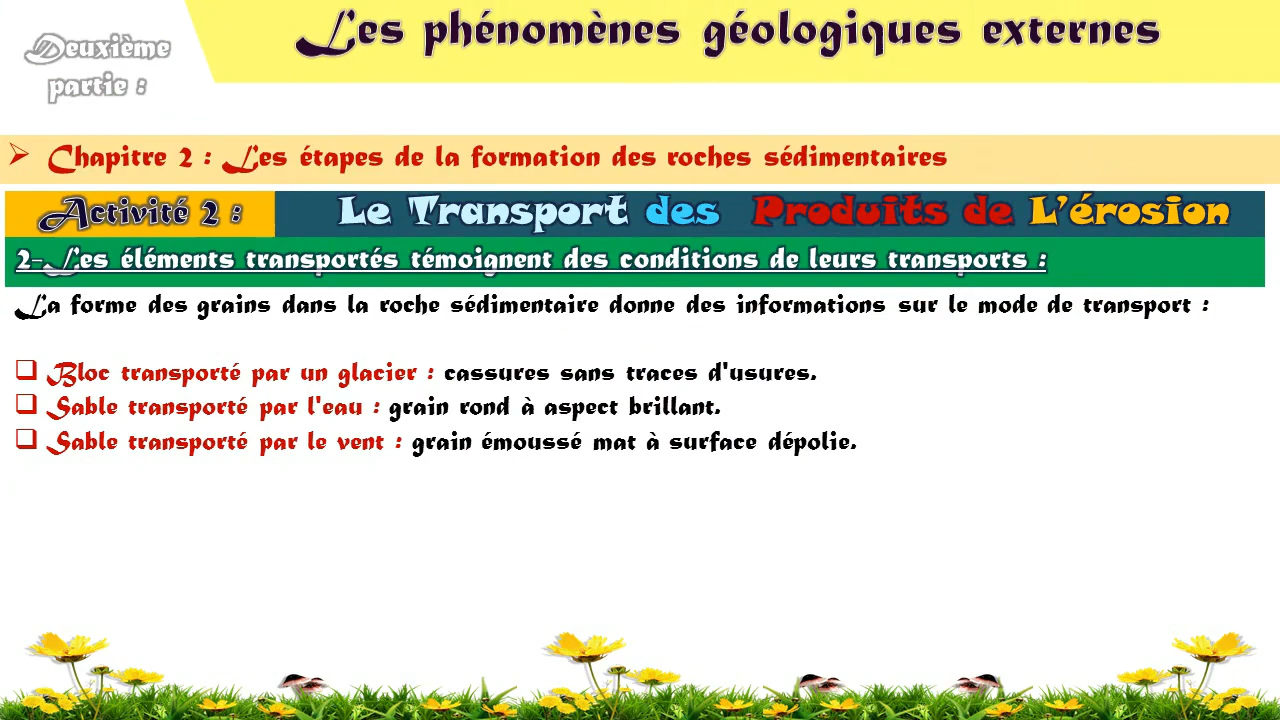 Deuxième
partie :
Les phénomènes géologiques externes
➢ Chapitre 2 : Les étapes de la formation des roches sédimentaires
Activité 2 : Le Transport des Produits de L'érosion
2-Les éléments transportés témoignent des conditions de leurs transports :
La forme des grains dans la roche sédimentaire donne des informations sur le mode de transport :
❑ Bloc transporté par un glacier : cassures sans traces d'usures.
❑ Sable transporté par l'eau : grain rond à aspect brillant.
❑ Sable transporté par le vent : grain émoussé mat à surface dépolie.